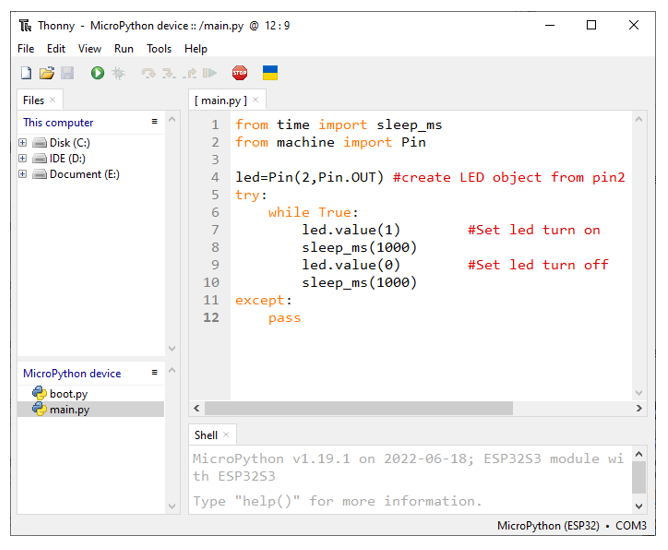 Thonny - MicroPython device :: /main.py @ 12 : 9
File Edit View Run Tools Help
STOP
Files ×
This computer ≡
Disk (C:)
IDE (D:)
Document (E:)
MicroPython device ≡
boot.py
main.py
[ main.py ] ×
1 from time import sleep_ms
2 from machine import Pin
3
4 led=Pin(2,Pin.OUT) #create LED object from pin2
5 try:
6     while True:
7         led.value(1)        #Set led turn on
8         sleep_ms(1000)
9         led.value(0)        #Set led turn off
10         sleep_ms(1000)
11 except:
12     pass
Shell ×
MicroPython v1.19.1 on 2022-06-18; ESP32S3 module wi
th ESP32S3
Type "help()" for more information.
MicroPython (ESP32) • COM3